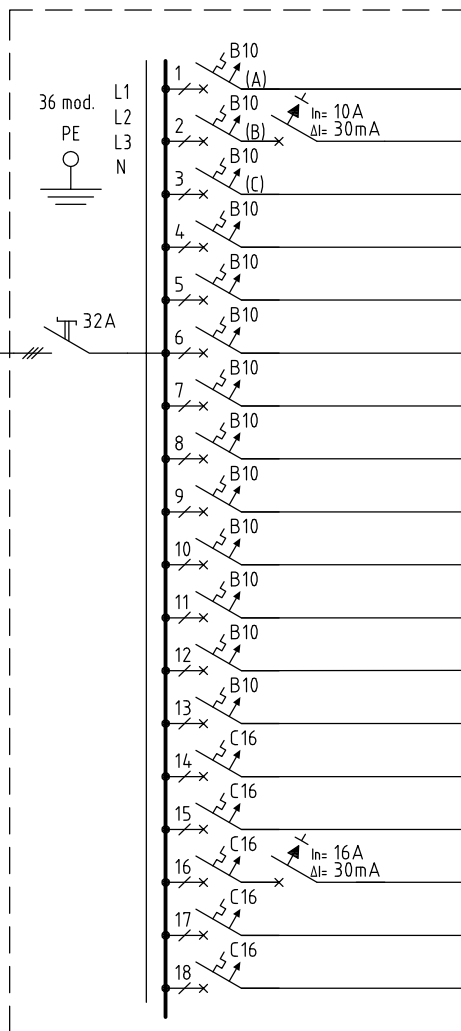 36 mod.
PE
L1
L2
L3
N
32A
1 B10 (A)
2 B10 (B) In= 10A
ΔI= 30mA
3 B10 (C)
4 B10
5 B10
6 B10
7 B10
8 B10
9 B10
10 B10
11 B10
12 B10
13 B10
14 C16
15 C16
16 C16 In= 16A
ΔI= 30mA
17 C16
18 C16